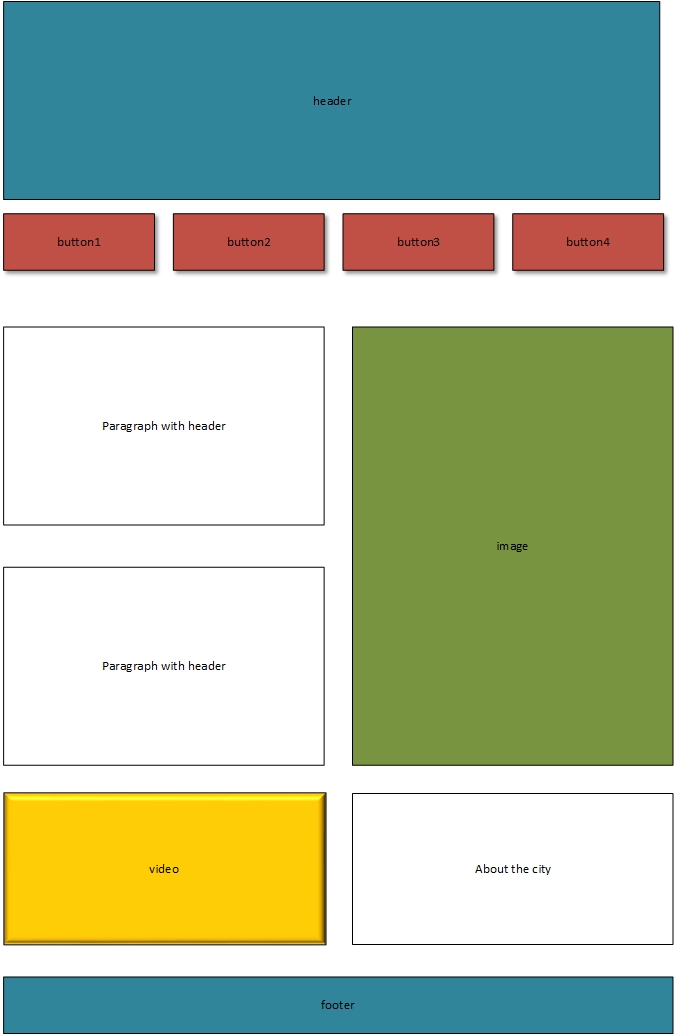 header
button1
button2
button3
button4
Paragraph with header
image
Paragraph with header
video
About the city
footer